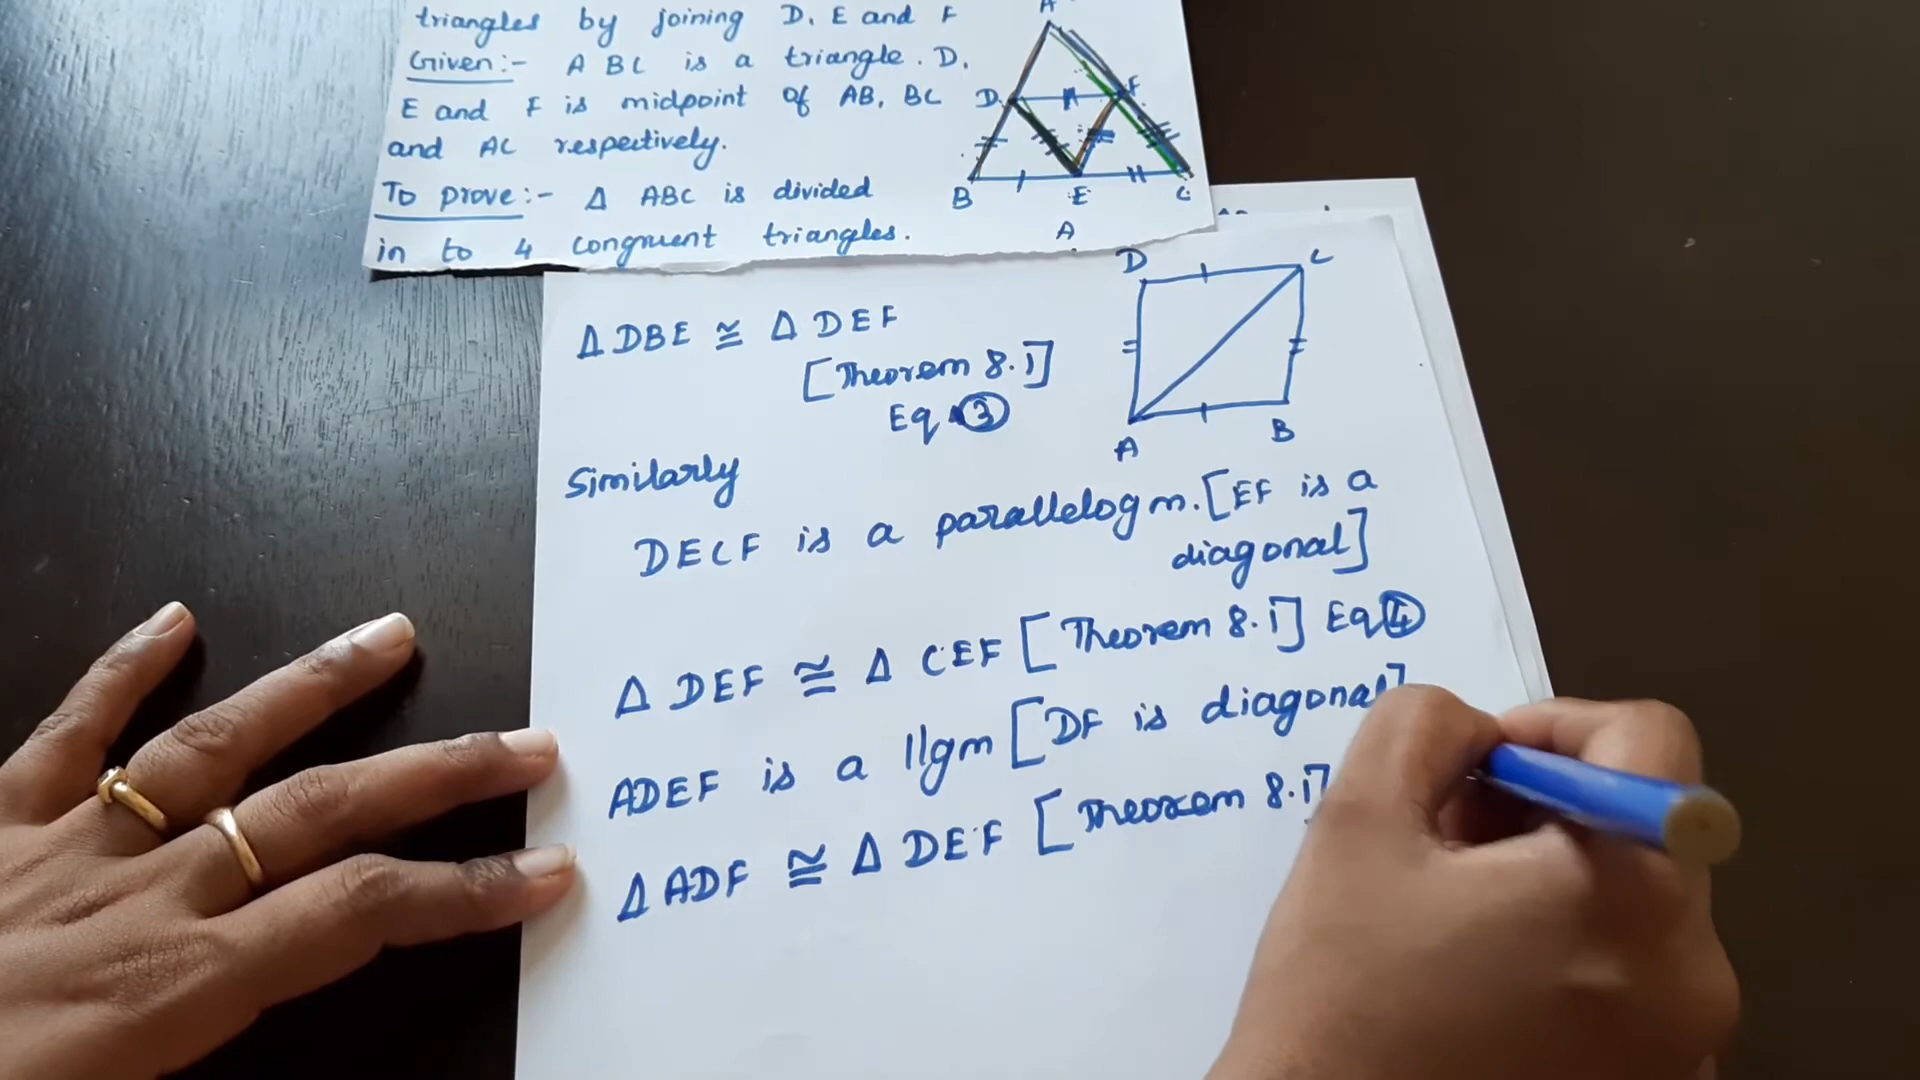 triangles by joining D, E and F
Given:- A BC is a triangle. D,
E and F is midpoint of AB, BC
and AC respectively.
To prove:- Δ ABC is divided
in to 4 congruent triangles.
A
D F
B E C
A
D C
A B
Δ DBE ≅ Δ DEF
[Theorem 8.1]
Eq ③
Similarly
DECF is a parallelogm. [EF is a
diagonal]
Δ DEF ≅ Δ CEF [Theorem 8.1] Eq ④
ADEF is a llgm [DF is diagonal]
Δ ADF ≅ Δ DEF [Theorem 8.1]